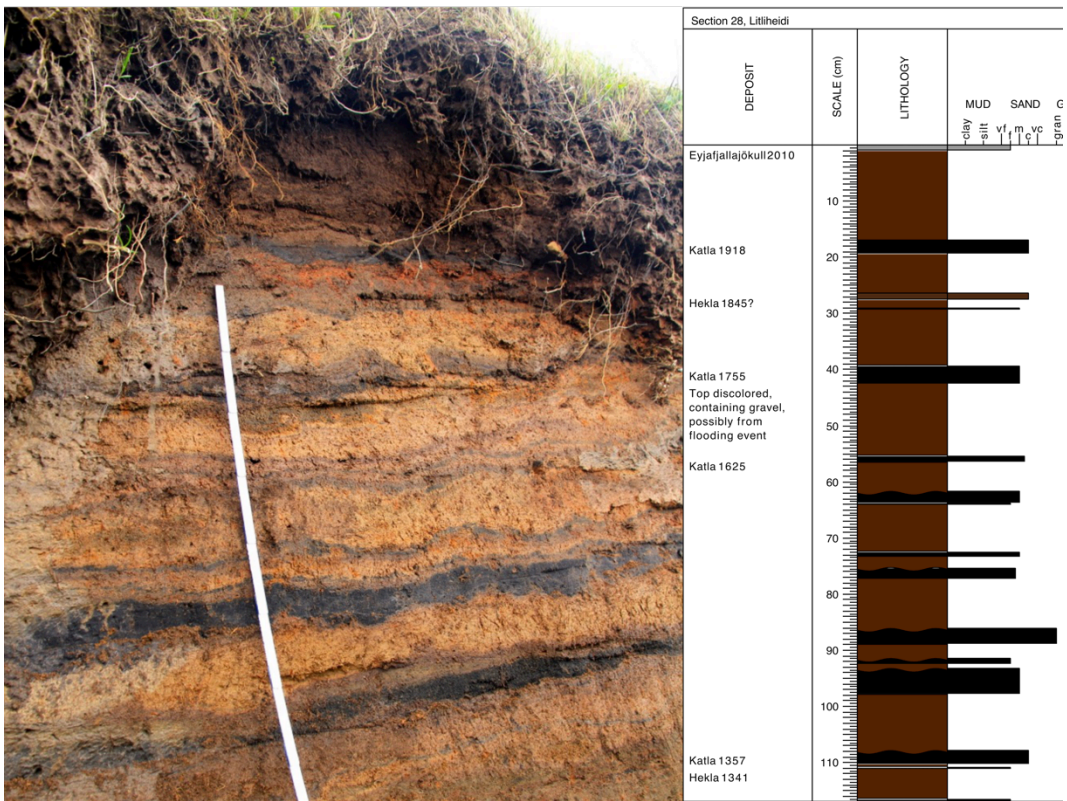 Section 28, Litliheidi
DEPOSIT
SCALE (cm)
LITHOLOGY
MUD SAND G
clay silt vf f m c vc gran
Eyjafjallajökull 2010
10
Katla 1918
20
Hekla 1845?
30
Katla 1755
40
Top discolored,
containing gravel,
possibly from
flooding event
50
Katla 1625
60
70
80
90
100
Katla 1357
110
Hekla 1341